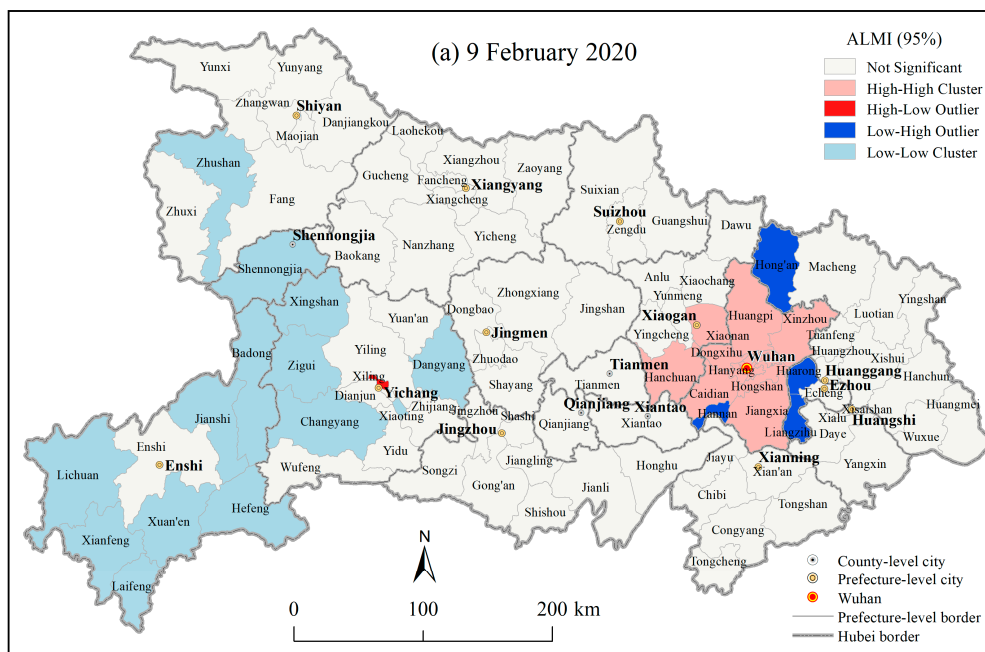 (a) 9 February 2020
ALMI (95%)
Not Significant
High-High Cluster
High-Low Outlier
Low-High Outlier
Low-Low Cluster
Yunxi
Yunyang
Zhangwan
Shiyan
Danjiangkou
Maojian
Laohekou
Zhushan
Xiangzhou
Zaoyang
Gucheng
Fancheng
Xiangyang
Xiangcheng
Zhuxi
Fang
Suixian
Suizhou
Guangshui
Zengdu
Dawu
Shennongjia
Nanzhang
Yicheng
Baokang
Shennongjia
Hong'an
Macheng
Anlu
Xiaochang
Yunmeng
Yingshan
Xingshan
Zhongxiang
Dongbao
Jingshan
Yuan'an
Huangpi
Luotian
Xiaogan
Xinzhou
Jingmen
Yingcheng
Xiaonan
Tuanfeng
Badong
Yiling
Zhuodao
Dongxihu
Wuhan
Huangzhou
Xishui
Zigui
Dangyang
Xiling
Tianmen
Hanchuan
Hanyang
Huarong
Huanggang
Hanchun
Dianjun
Yichang
Shayang
Tianmen
Hongshan
Ezhou
Echeng
Caidian
Zhijiang
Jingzhou
Shashi
Qianjiang
Xiantao
Hannan
Jiangxia
Xisaishan
Huangmei
Jianshi
Changyang
Xiaoting
Jingzhou
Qianjiang
Xiantao
Xialu
Huangshi
Liangzihu
Daye
Wuxue
Enshi
Yidu
Enshi
Wufeng
Songzi
Jiangling
Honghu
Jiayu
Xianning
Xian'an
Yangxin
Lichuan
Gong'an
Jianli
Chibi
Tongshan
Hefeng
Xuan'en
Shishou
Xianfeng
Congyang
Laifeng
Tongcheng
N
0 100 200 km
County-level city
Prefecture-level city
Wuhan
Prefecture-level border
Hubei border